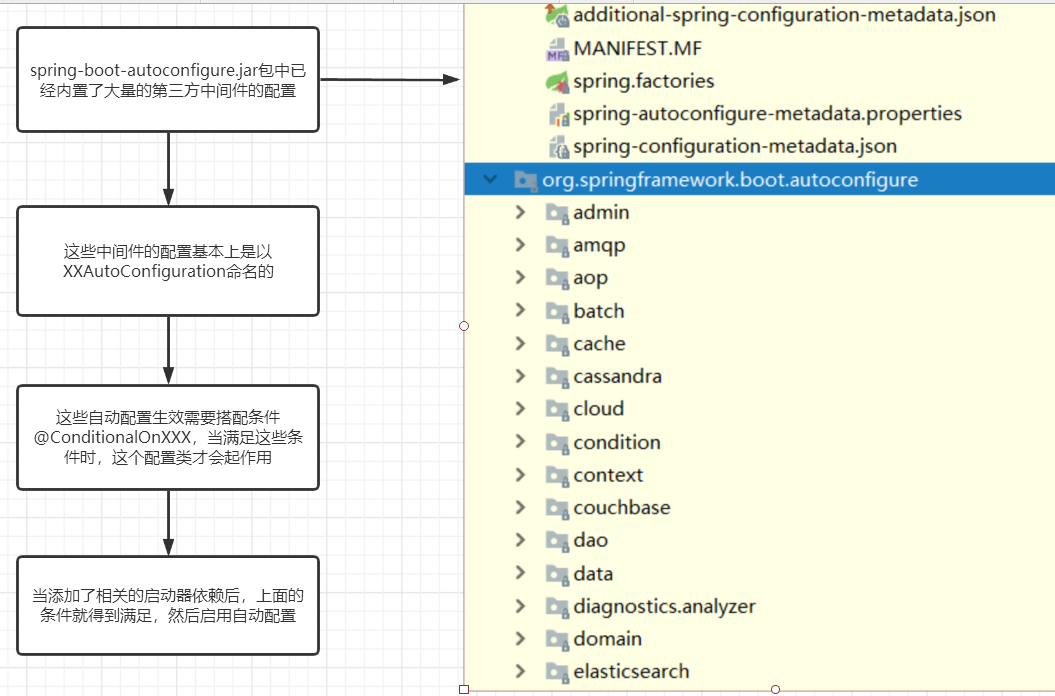 spring-boot-autoconfigure.jar包中已
经内置了大量的第三方中间件的配置
这些中间件的配置基本上是以
XXAutoConfiguration命名的
这些自动配置生效需要搭配条件
@ConditionalOnXXX，当满足这些条
件时，这个配置类才会起作用
当添加了相关的启动器依赖后，上面的
条件就得到满足，然后启用自动配置
additional-spring-configuration-metadata.json
MANIFEST.MF
spring.factories
spring-autoconfigure-metadata.properties
spring-configuration-metadata.json
org.springframework.boot.autoconfigure
admin
amqp
aop
batch
cache
cassandra
cloud
condition
context
couchbase
dao
data
diagnostics.analyzer
domain
elasticsearch